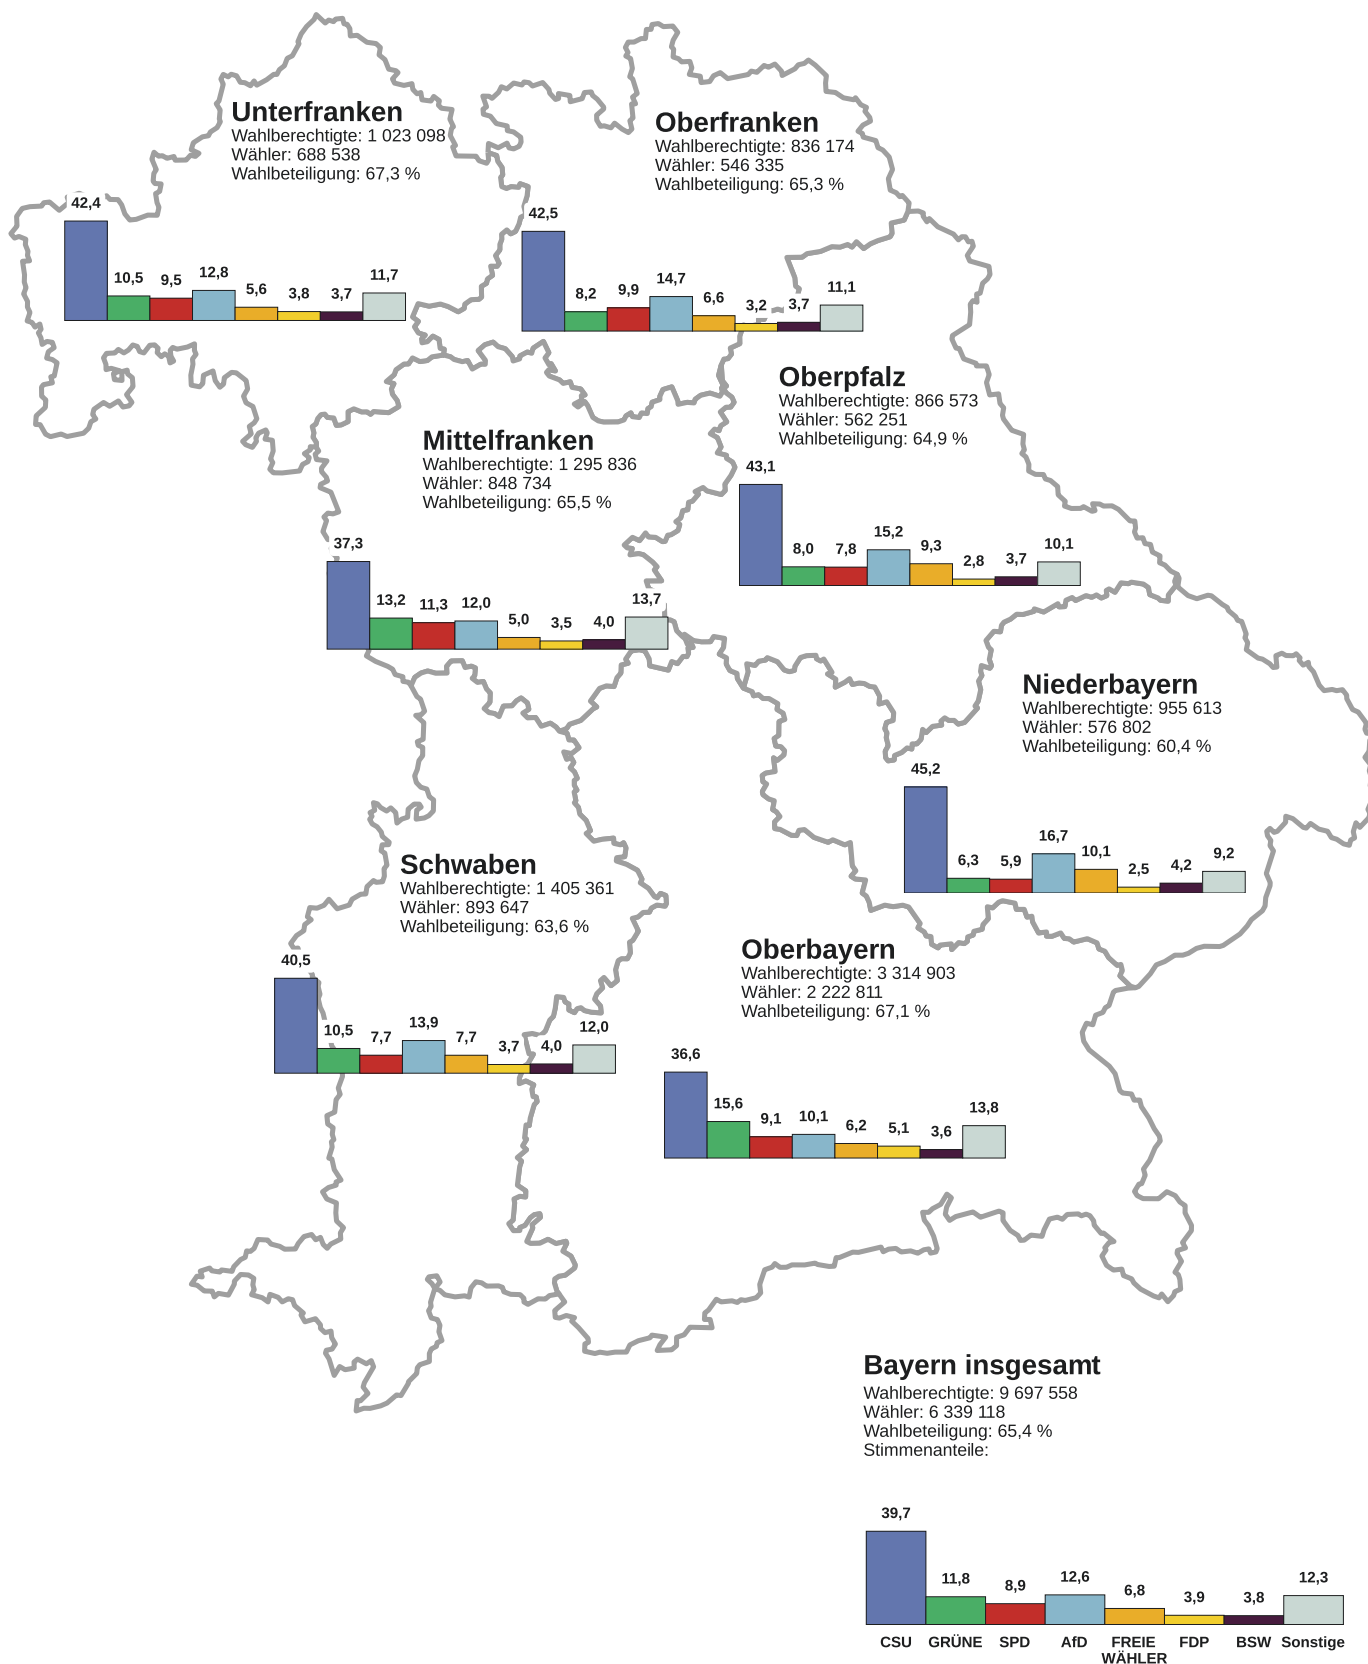 Unterfranken
Wahlberechtigte: 1 023 098
Wähler: 688 538
Wahlbeteiligung: 67,3 %
42,4
10,5
9,5
12,8
5,6
3,8
3,7
11,7
Oberfranken
Wahlberechtigte: 836 174
Wähler: 546 335
Wahlbeteiligung: 65,3 %
42,5
8,2
9,9
14,7
6,6
3,2
3,7
11,1
Oberpfalz
Wahlberechtigte: 866 573
Wähler: 562 251
Wahlbeteiligung: 64,9 %
43,1
8,0
7,8
15,2
9,3
2,8
3,7
10,1
Mittelfranken
Wahlberechtigte: 1 295 836
Wähler: 848 734
Wahlbeteiligung: 65,5 %
37,3
13,2
11,3
12,0
5,0
3,5
4,0
13,7
Niederbayern
Wahlberechtigte: 955 613
Wähler: 576 802
Wahlbeteiligung: 60,4 %
45,2
6,3
5,9
16,7
10,1
2,5
4,2
9,2
Schwaben
Wahlberechtigte: 1 405 361
Wähler: 893 647
Wahlbeteiligung: 63,6 %
40,5
10,5
7,7
13,9
7,7
3,7
4,0
12,0
Oberbayern
Wahlberechtigte: 3 314 903
Wähler: 2 222 811
Wahlbeteiligung: 67,1 %
36,6
15,6
9,1
10,1
6,2
5,1
3,6
13,8
Bayern insgesamt
Wahlberechtigte: 9 697 558
Wähler: 6 339 118
Wahlbeteiligung: 65,4 %
Stimmenanteile:
39,7
11,8
8,9
12,6
6,8
3,9
3,8
12,3
CSU
GRÜNE
SPD
AfD
FREIE
WÄHLER
FDP
BSW
Sonstige